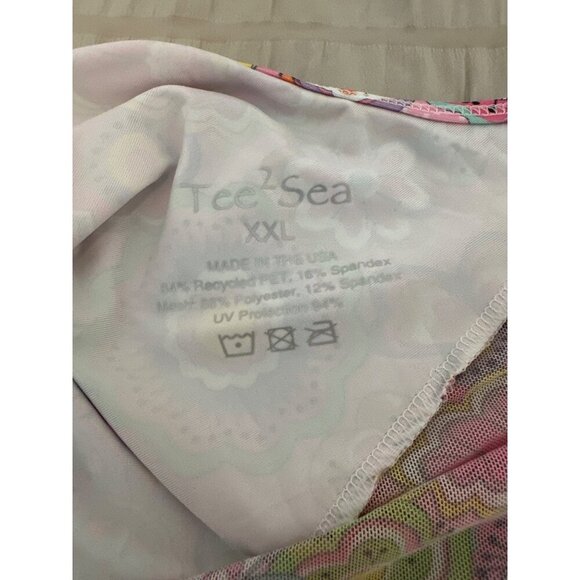 Tee2Sea
XXL
MADE IN THE USA
84% Recycled PET, 16% Spandex
Mesh: 88% Polyester, 12% Spandex
UV Protection 94%